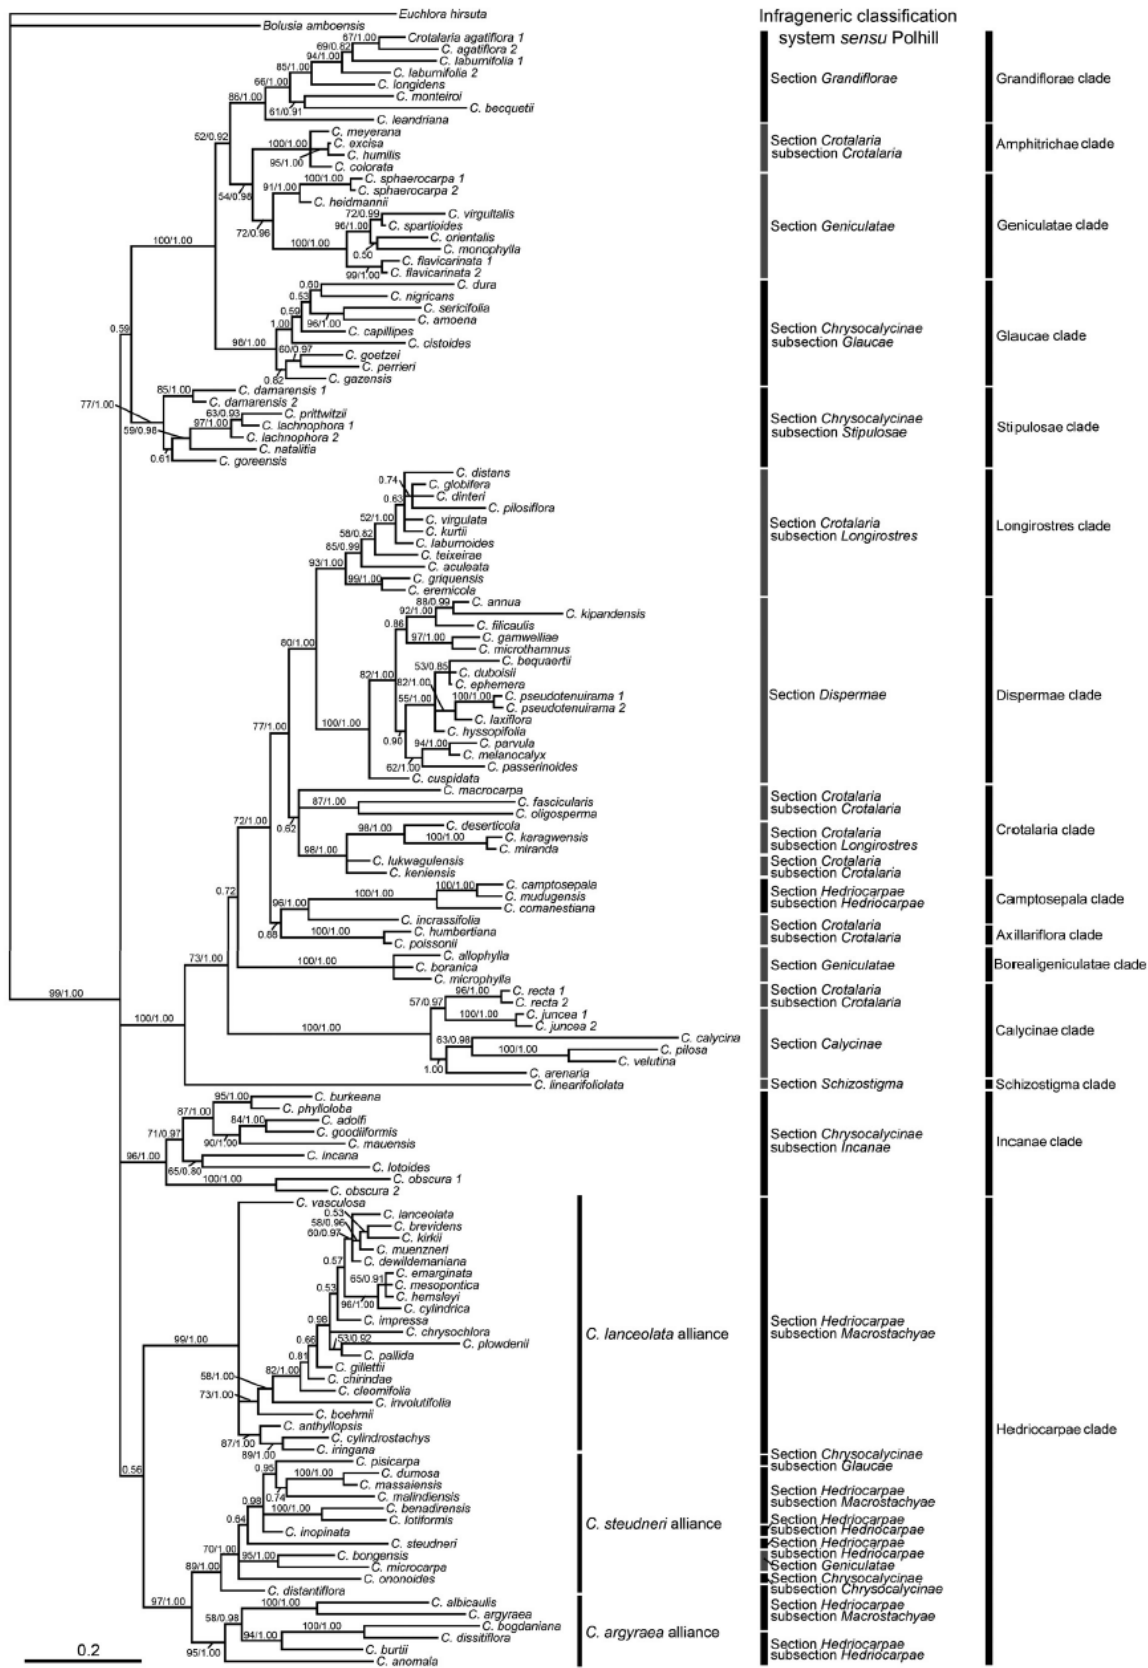 Euchlora hirsuta
Bolusia amboensis
Infrageneric classification
system sensu Polhill
67/1.00
Crotalaria agatiflora 1
69/0.82
C. agatiflora 2
94/1.00
C. laburnifolia 1
85/1.00
C. laburnifolia 2
66/1.00
C. longidens
86/1.00
C. monteiroi
61/0.91
C. becquetii
C. leandriana
Section Grandiflorae
Grandiflorae clade
52/0.92
C. meyerana
100/1.00
C. excisa
C. humilis
95/1.00
C. colorata
Section Crotalaria
subsection Crotalaria
Amphitrichae clade
54/0.98
100/1.00
C. sphaerocarpa 1
91/1.00
C. sphaerocarpa 2
C. heidmannii
72/0.96
72/0.99
C. virgultalis
96/1.00
C. spartioides
C. orientalis
100/1.00
0.50
C. monophylla
C. flavicarinata 1
99/1.00
C. flavicarinata 2
Section Geniculatae
Geniculatae clade
100/1.00
0.60
C. dura
0.53
C. nigricans
0.59
C. sericifolia
96/1.00
C. amoena
1.00
C. capillipes
98/1.00
C. cistoides
60/0.97
C. goetzei
C. perrieri
0.82
C. gazensis
Section Chrysocalycinae
subsection Glaucae
Glaucae clade
0.59
85/1.00
C. damarensis 1
C. damarensis 2
77/1.00
63/0.93
C. prittwitzii
97/1.00
C. lachnophora 1
59/0.98
C. lachnophora 2
C. natalitia
0.61
C. goreensis
Section Chrysocalycinae
subsection Stipulosae
Stipulosae clade
C. distans
0.74
C. globifera
C. dinteri
0.63
C. pilosiflora
52/1.00
C. virgulata
C. kurtii
58/0.82
C. laburnoides
85/0.99
C. teixeirae
93/1.00
C. aculeata
99/1.00
C. griquensis
C. eremicola
Section Crotalaria
subsection Longirostres
Longirostres clade
88/0.99
C. annua
92/1.00
C. kipandensis
0.86
C. filicaulis
97/1.00
C. gamwelliae
C. microthamnus
80/1.00
53/0.85
C. bequaertii
C. duboisii
82/1.00
82/1.00
C. ephemera
55/1.00
100/1.00
C. pseudotenuirama 1
C. pseudotenuirama 2
C. laxiflora
100/1.00
C. hyssopifolia
0.90
94/1.00
C. parvula
C. melanocalyx
62/1.00
C. passerinoides
C. cuspidata
Section Dispermae
Dispermae clade
77/1.00
C. macrocarpa
87/1.00
C. fascicularis
C. oligosperma
0.62
98/1.00
C. deserticola
100/1.00
C. karagwensis
C. miranda
98/1.00
C. lukwagulensis
C. keniensis
Section Crotalaria
subsection Crotalaria
Section Crotalaria
subsection Longirostres
Section Crotalaria
subsection Crotalaria
Crotalaria clade
72/1.00
0.72
100/1.00
C. camptosepala
100/1.00
C. mudugensis
96/1.00
C. comanestiana
C. incrassifolia
0.88
100/1.00
C. humbertiana
C. poissonii
Section Hedriocarpae
subsection Hedriocarpae
Camptosepala clade
Section Crotalaria
subsection Crotalaria
Axillariflora clade
73/1.00
C. allophylla
100/1.00
C. boranica
C. microphylla
Section Geniculatae
Borealigeniculatae clade
96/1.00
C. recta 1
57/0.97
C. recta 2
100/1.00
C. juncea 1
C. juncea 2
100/1.00
63/0.98
C. calycina
100/1.00
C. pilosa
C. velutina
1.00
C. arenaria
Section Crotalaria
subsection Crotalaria
Section Calycinae
Calycinae clade
99/1.00
100/1.00
C. linearifoliolata
Section Schizostigma
Schizostigma clade
95/1.00
C. burkeana
87/1.00
C. phylloloba
84/1.00
C. adolfi
C. goodiiformis
71/0.97
90/1.00
C. mauensis
96/1.00
C. incana
65/0.80
C. lotoides
100/1.00
C. obscura 1
C. obscura 2
Section Chrysocalycinae
subsection Incanae
Incanae clade
C. vasculosa
0.53
C. lanceolata
58/0.96
C. brevidens
60/0.97
C. kirkii
C. muenzneri
0.57
C. dewildemaniana
65/0.91
C. emarginata
0.53
C. mesopontica
C. hemsleyi
96/1.00
C. cylindrica
0.98
C. impressa
C. chrysochlora
0.66
53/0.92
C. plowdenii
99/1.00
C. pallida
0.81
C. gillettii
58/1.00
82/1.00
C. chirindae
C. cleomifolia
73/1.00
C. involutifolia
C. boehmii
C. anthyllopsis
87/1.00
C. cylindrostachys
89/1.00
C. iringana
C. lanceolata alliance
Section Hedriocarpae
subsection Macrostachyae
Hedriocarpae clade
0.56
0.95
C. pisicarpa
100/1.00
C. dumosa
C. massaiensis
0.74
C. malindiensis
0.98
C. benadirensis
100/1.00
C. lotiformis
0.64
C. inopinata
C. steudneri
70/1.00
95/1.00
C. bongensis
C. microcarpa
89/1.00
C. ononoides
C. distantiflora
C. steudneri alliance
Section Chrysocalycinae
subsection Glaucae
Section Hedriocarpae
subsection Macrostachyae
Section Hedriocarpae
subsection Hedriocarpae
Section Hedriocarpae
subsection Hedriocarpae
Section Geniculatae
Section Chrysocalycinae
subsection Chrysocalycinae
97/1.00
100/1.00
C. albicaulis
58/0.98
C. argyraea
100/1.00
C. bogdaniana
94/1.00
C. dissitiflora
C. burtii
95/1.00
C. anomala
C. argyraea alliance
Section Hedriocarpae
subsection Macrostachyae
Section Hedriocarpae
subsection Hedriocarpae
0.2